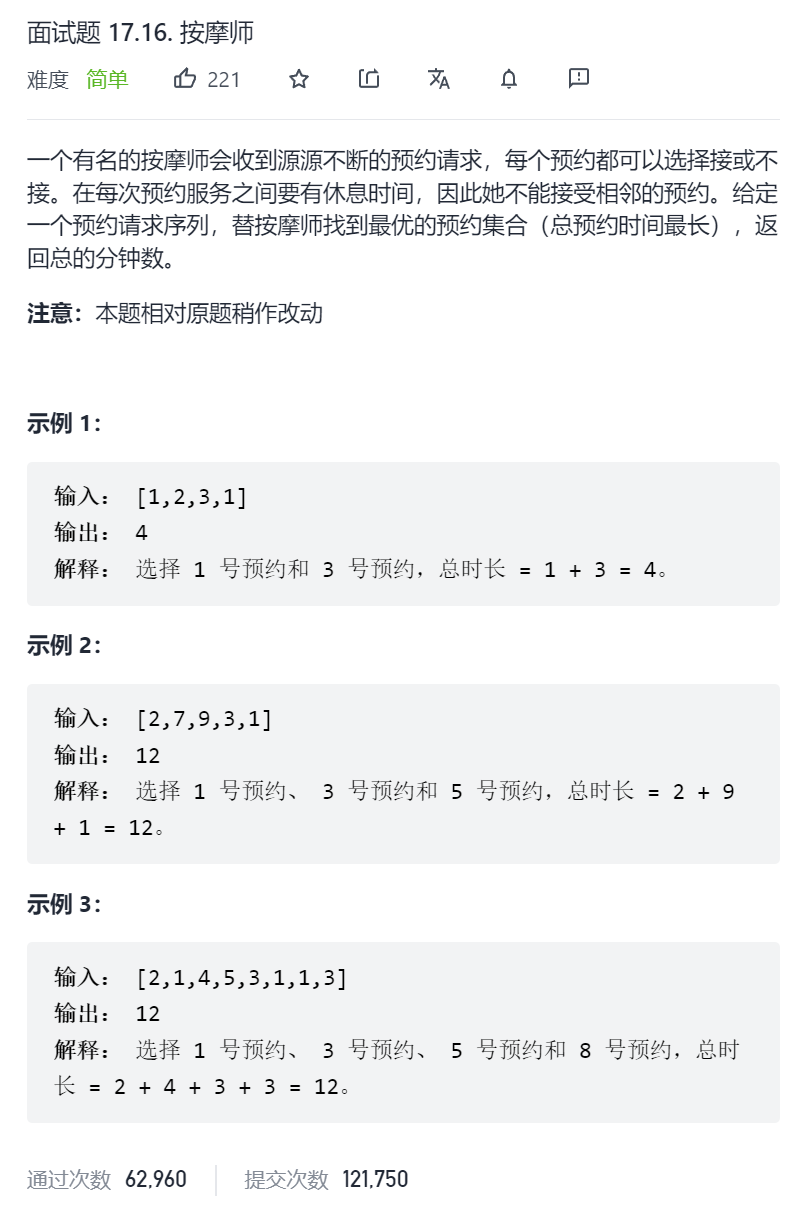 面试题 17.16. 按摩师
难度 简单 221
一个有名的按摩师会收到源源不断的预约请求，每个预约都可以选择接或不
接。在每次预约服务之间要有休息时间，因此她不能接受相邻的预约。给定
一个预约请求序列，替按摩师找到最优的预约集合（总预约时间最长），返
回总的分钟数。
注意：本题相对原题稍作改动
示例 1：
输入： [1,2,3,1]
输出： 4
解释： 选择 1 号预约和 3 号预约，总时长 = 1 + 3 = 4。
示例 2：
输入： [2,7,9,3,1]
输出： 12
解释： 选择 1 号预约、 3 号预约和 5 号预约，总时长 = 2 + 9
+ 1 = 12。
示例 3：
输入： [2,1,4,5,3,1,1,3]
输出： 12
解释： 选择 1 号预约、 3 号预约、 5 号预约和 8 号预约，总时
长 = 2 + 4 + 3 + 3 = 12。
通过次数 62,960 提交次数 121,750